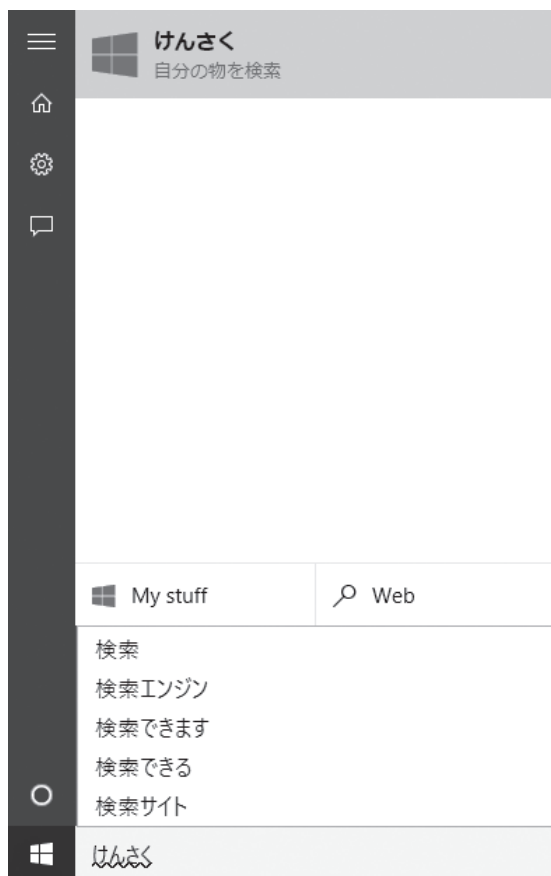 けんさく
自分の物を検索
My stuff
Web
検索
検索エンジン
検索できます
検索できる
検索サイト
けんさく